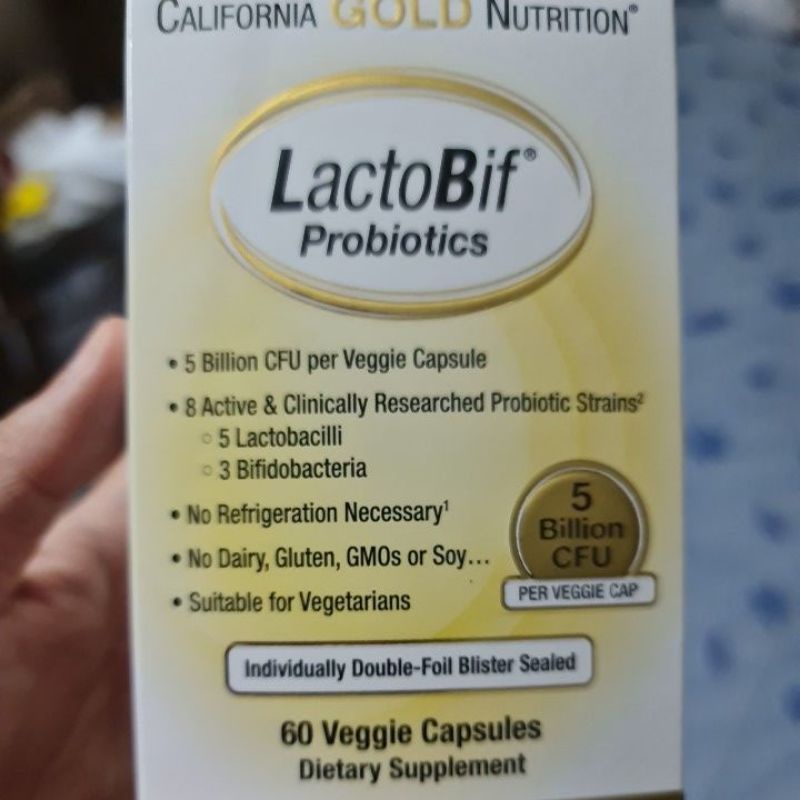 CALIFORNIA GOLD NUTRITION®
LactoBif®
Probiotics
• 5 Billion CFU per Veggie Capsule
• 8 Active & Clinically Researched Probiotic Strains²
○ 5 Lactobacilli
○ 3 Bifidobacteria
• No Refrigeration Necessary¹
• No Dairy, Gluten, GMOs or Soy...
• Suitable for Vegetarians
5
Billion
CFU
PER VEGGIE CAP
Individually Double-Foil Blister Sealed
60 Veggie Capsules
Dietary Supplement